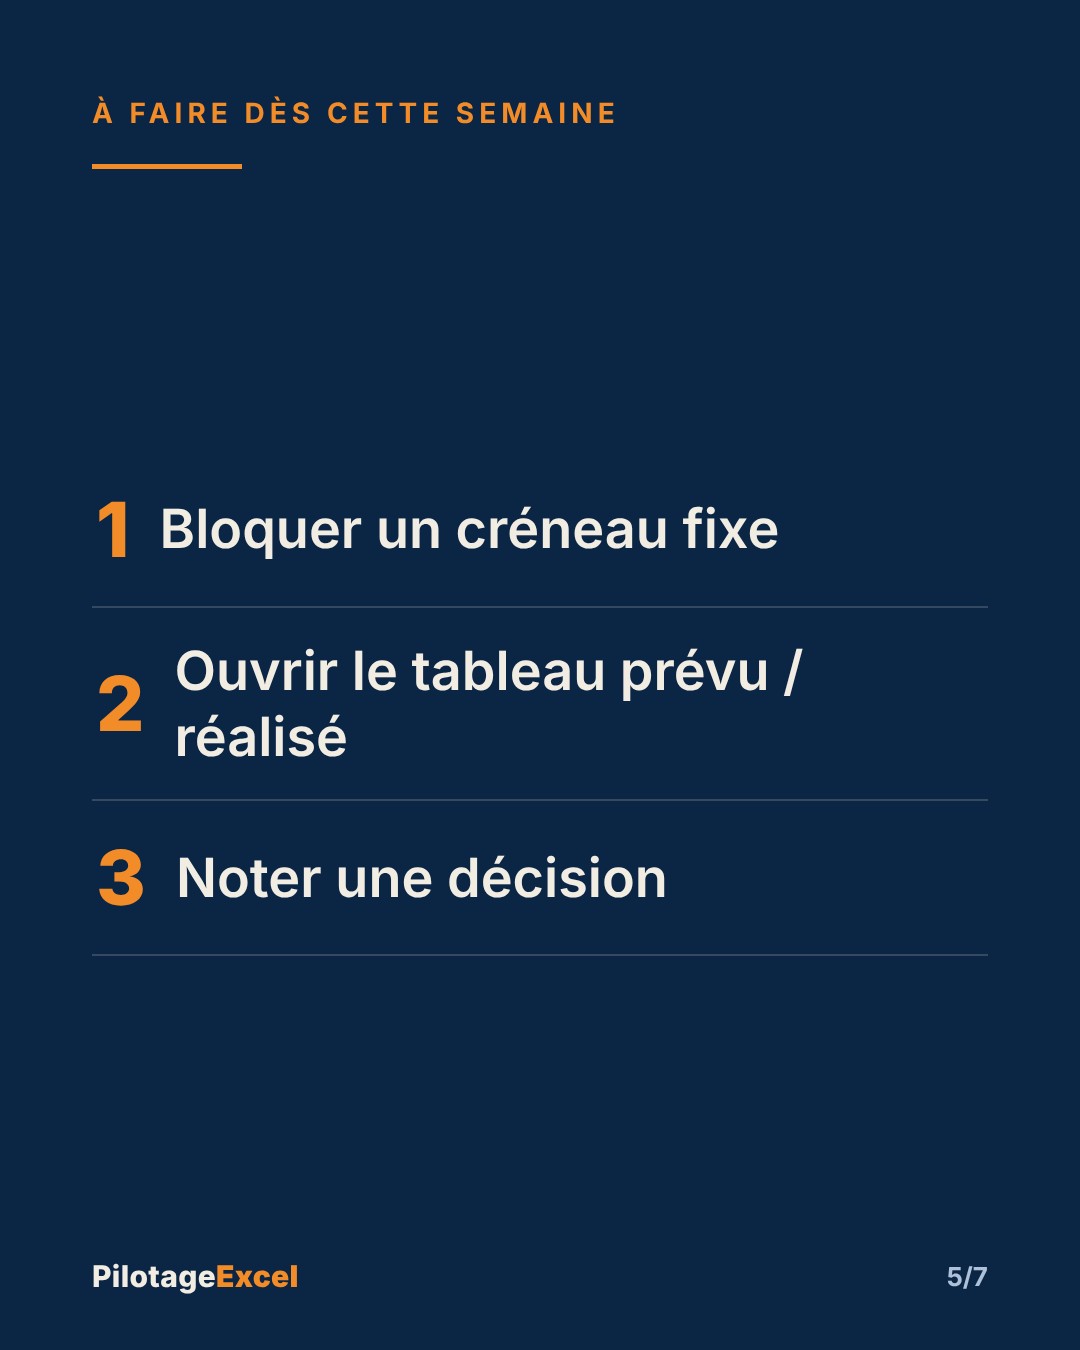 À FAIRE DÈS CETTE SEMAINE
1 Bloquer un créneau fixe
2 Ouvrir le tableau prévu /
réalisé
3 Noter une décision
PilotageExcel
5/7